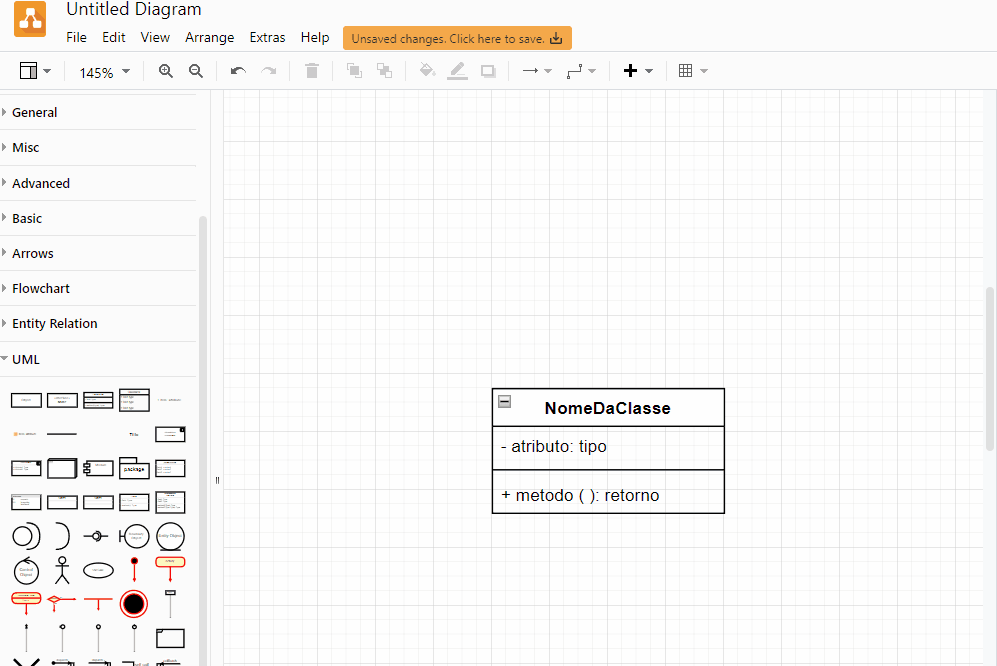 Untitled Diagram
File Edit View Arrange Extras Help Unsaved changes. Click here to save.
145%
General
Misc
Advanced
Basic
Arrows
Flowchart
Entity Relation
UML
Title
package
NomeDaClasse
- atributo: tipo
+ metodo ( ): retorno